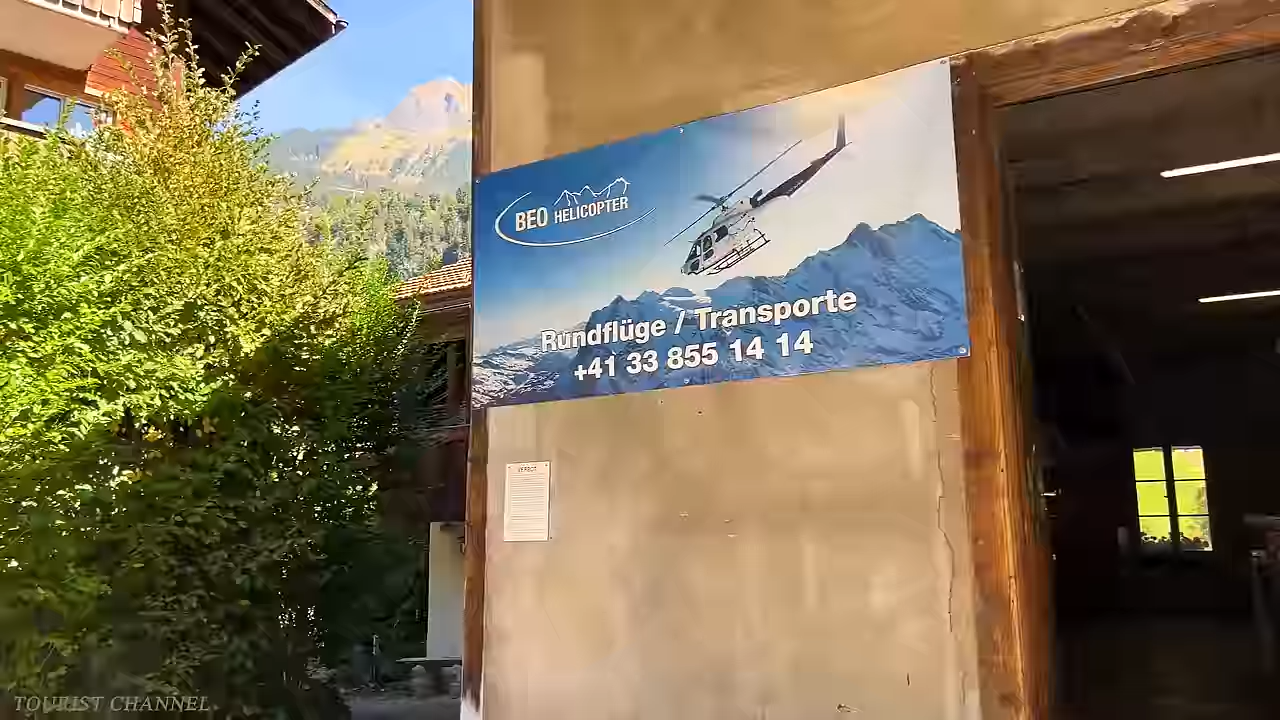 BEO HELICOPTER
Rundflüge / Transporte
+41 33 855 14 14
TOURIST CHANNEL